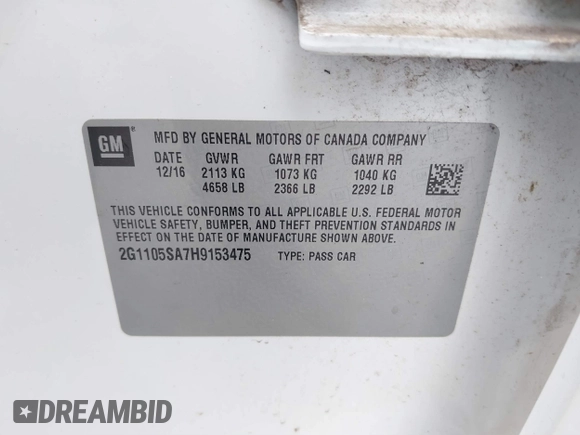 GM
MFD BY GENERAL MOTORS OF CANADA COMPANY
DATE GVWR GAWR FRT GAWR RR
12/16 2113 KG 1073 KG 1040 KG
4658 LB 2366 LB 2292 LB
THIS VEHICLE CONFORMS TO ALL APPLICABLE U.S. FEDERAL MOTOR
VEHICLE SAFETY, BUMPER, AND THEFT PREVENTION STANDARDS IN
EFFECT ON THE DATE OF MANUFACTURE SHOWN ABOVE.
2G1105SA7H9153475 TYPE: PASS CAR
DREAMBID